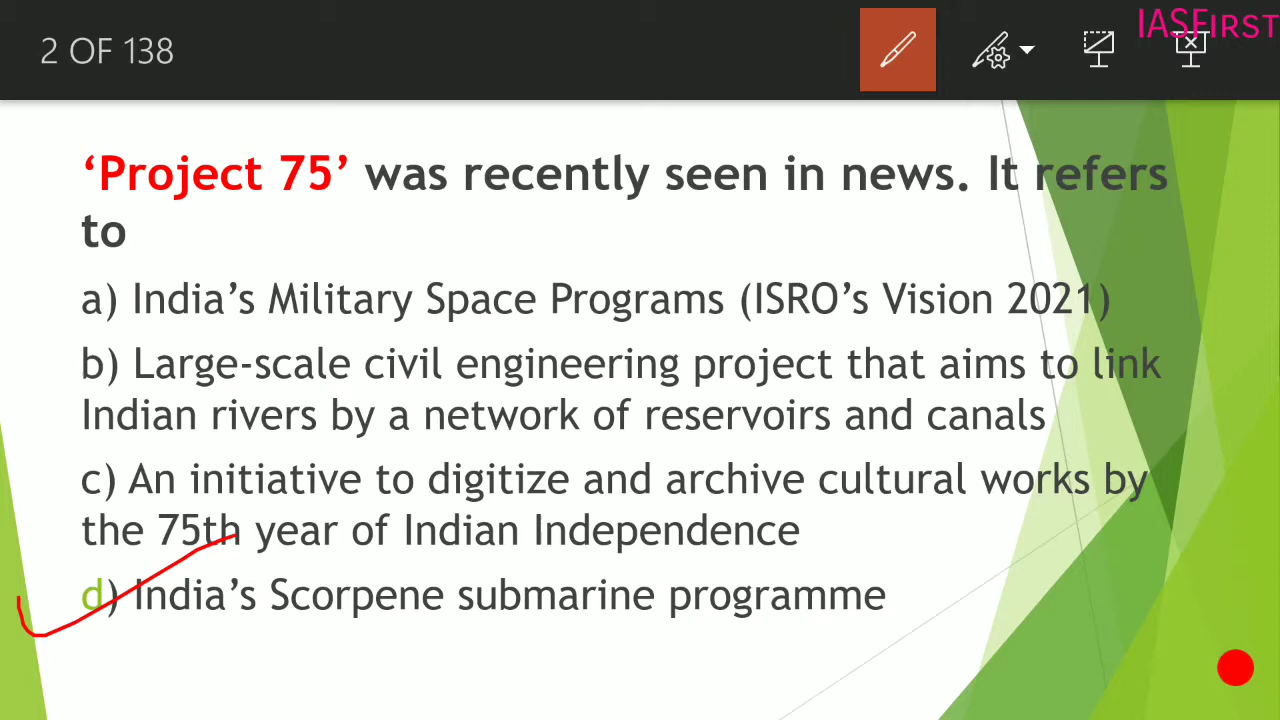 IASFIRST
2 OF 138
‘Project 75’ was recently seen in news. It refers
to
a) India’s Military Space Programs (ISRO’s Vision 2021)
b) Large-scale civil engineering project that aims to link
Indian rivers by a network of reservoirs and canals
c) An initiative to digitize and archive cultural works by
the 75th year of Indian Independence
d) India’s Scorpene submarine programme